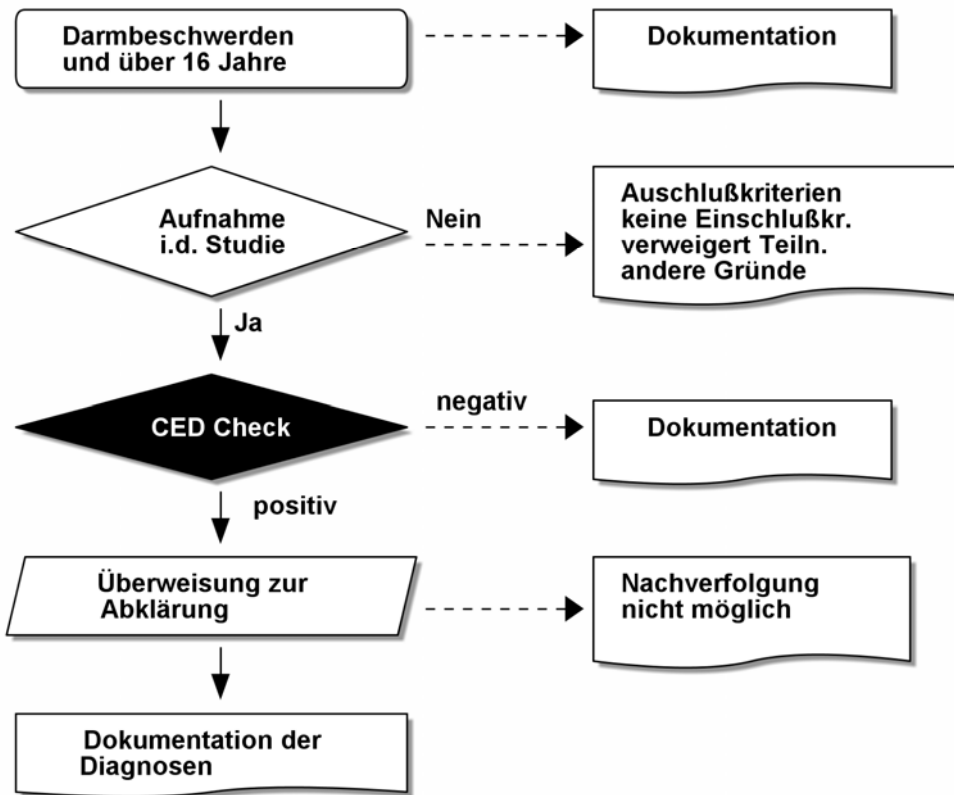 Darmbeschwerden
und über 16 Jahre
Dokumentation
Aufnahme
i.d. Studie
Nein
Auschlußkriterien
keine Einschlußkr.
verweigert Teiln.
andere Gründe
Ja
CED Check
negativ
Dokumentation
positiv
Überweisung zur
Abklärung
Nachverfolgung
nicht möglich
Dokumentation der
Diagnosen